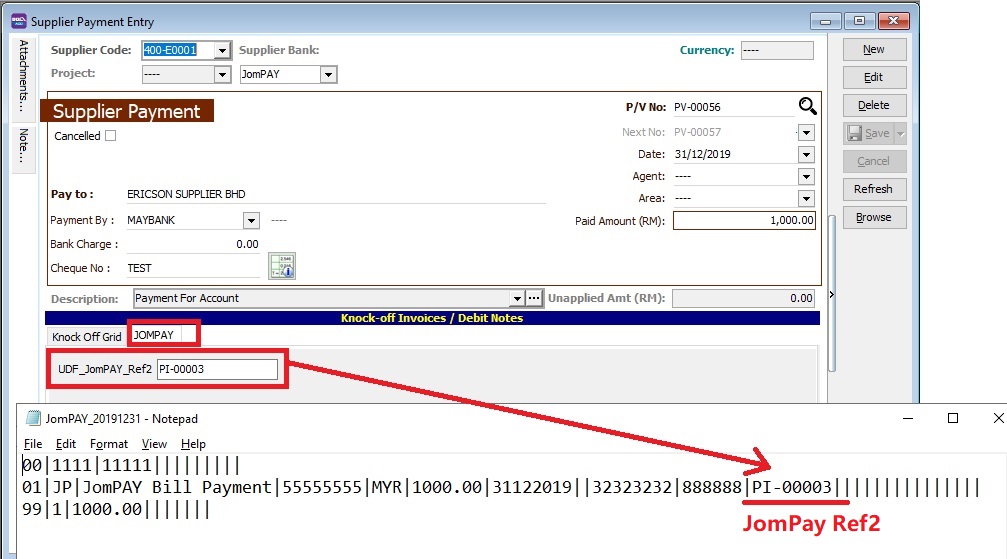 Supplier Payment Entry
Attachments...
Note...
Supplier Code: 400-E0001 Supplier Bank: Currency: ----
Project: ---- JomPAY
Supplier Payment
Cancelled
P/V No: PV-00056
Next No: PV-00057
Date: 31/12/2019
Agent: ----
Area: ----
Pay to : ERICSON SUPPLIER BHD
Payment By : MAYBANK ----
Paid Amount (RM): 1,000.00
Bank Charge : 0.00
Cheque No : TEST
Description: Payment For Account ... Unapplied Amt (RM): 0.00
New
Edit
Delete
Save
Cancel
Refresh
Browse
Knock-off Invoices / Debit Notes
Knock Off Grid JOMPAY
UDF_JomPAY_Ref2 PI-00003
JomPAY_20191231 - Notepad
File Edit Format View Help
00|1111|11111|||||||||
01|JP|JomPAY Bill Payment|55555555|MYR|1000.00|31122019||32323232|888888|PI-00003||||||||||||||||
99|1|1000.00|||||||
JomPay Ref2